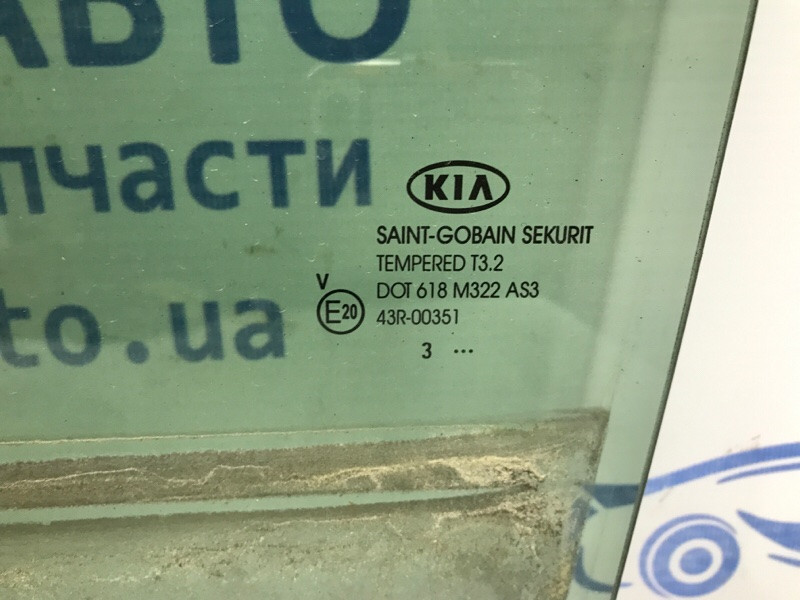 АВТО
пчасти
to.ua
KIA
SAINT-GOBAIN SEKURIT
TEMPERED T3.2
DOT 618 M322 AS3
V
E20
43R-00351
3 ...